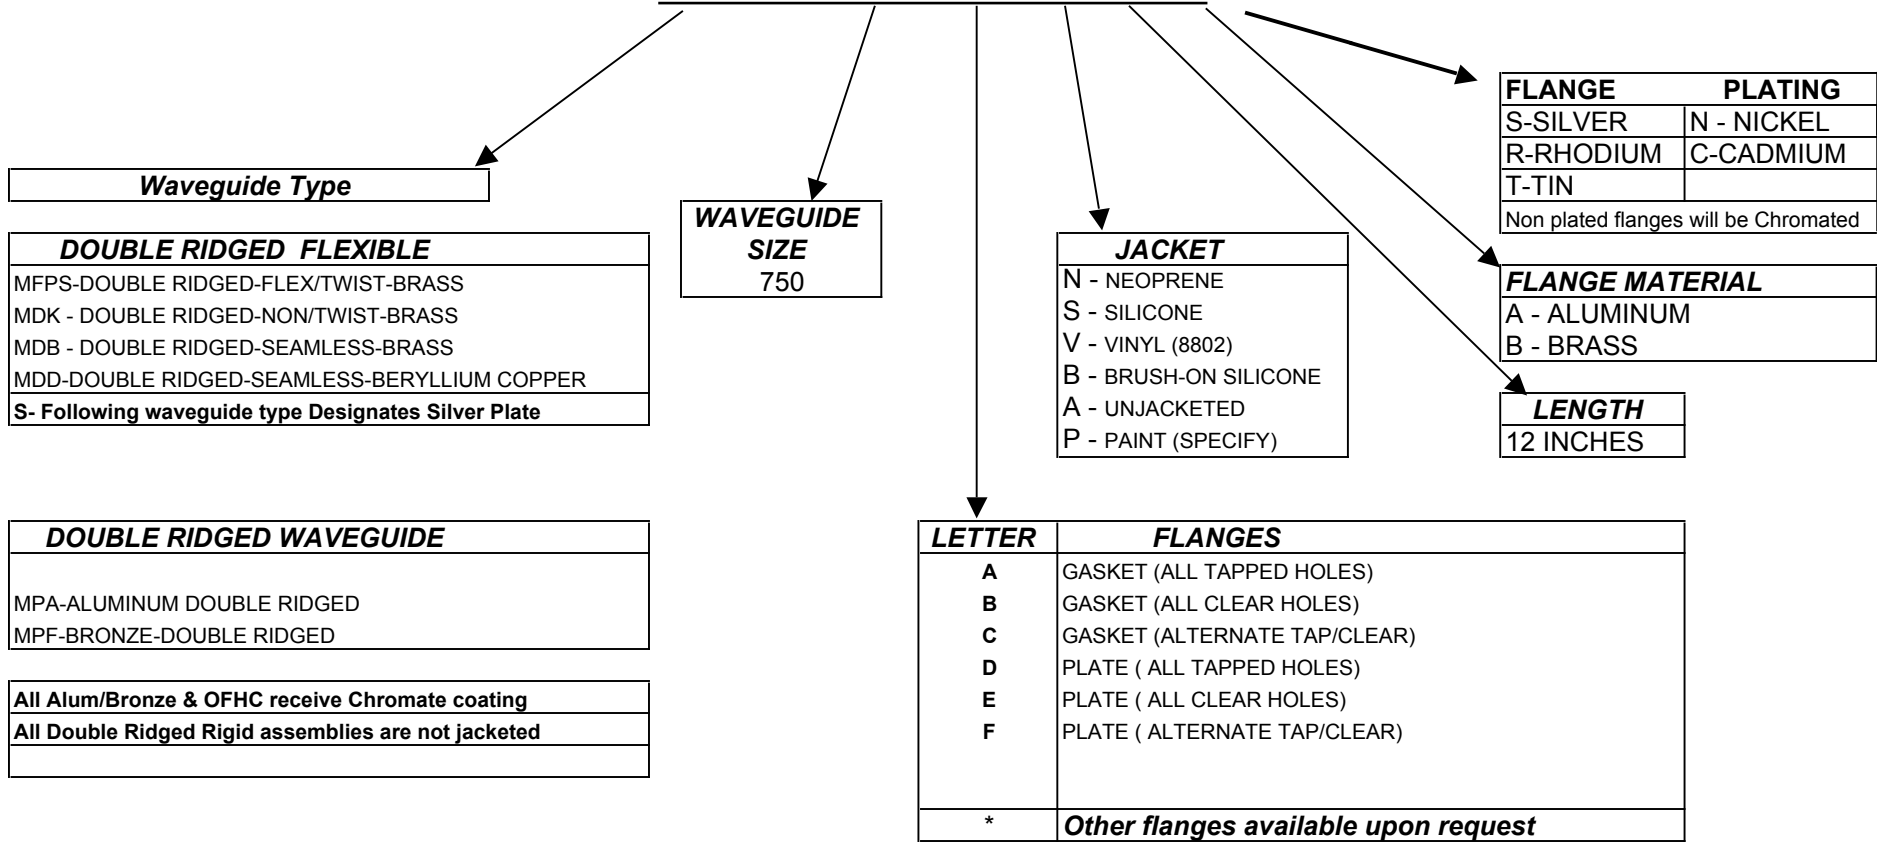 FLANGE PLATING
S-SILVER N - NICKEL
R-RHODIUM C-CADMIUM
T-TIN
Non plated flanges will be Chromated
Waveguide Type
WAVEGUIDE
SIZE
750
DOUBLE RIDGED FLEXIBLE
MFPS-DOUBLE RIDGED-FLEX/TWIST-BRASS
MDK - DOUBLE RIDGED-NON/TWIST-BRASS
MDB - DOUBLE RIDGED-SEAMLESS-BRASS
MDD-DOUBLE RIDGED-SEAMLESS-BERYLLIUM COPPER
S- Following waveguide type Designates Silver Plate
JACKET
N - NEOPRENE
S - SILICONE
V - VINYL (8802)
B - BRUSH-ON SILICONE
A - UNJACKETED
P - PAINT (SPECIFY)
FLANGE MATERIAL
A - ALUMINUM
B - BRASS
LENGTH
12 INCHES
DOUBLE RIDGED WAVEGUIDE
MPA-ALUMINUM DOUBLE RIDGED
MPF-BRONZE-DOUBLE RIDGED
All Alum/Bronze & OFHC receive Chromate coating
All Double Ridged Rigid assemblies are not jacketed
LETTER FLANGES
A GASKET (ALL TAPPED HOLES)
B GASKET (ALL CLEAR HOLES)
C GASKET (ALTERNATE TAP/CLEAR)
D PLATE ( ALL TAPPED HOLES)
E PLATE ( ALL CLEAR HOLES)
F PLATE ( ALTERNATE TAP/CLEAR)
* Other flanges available upon request